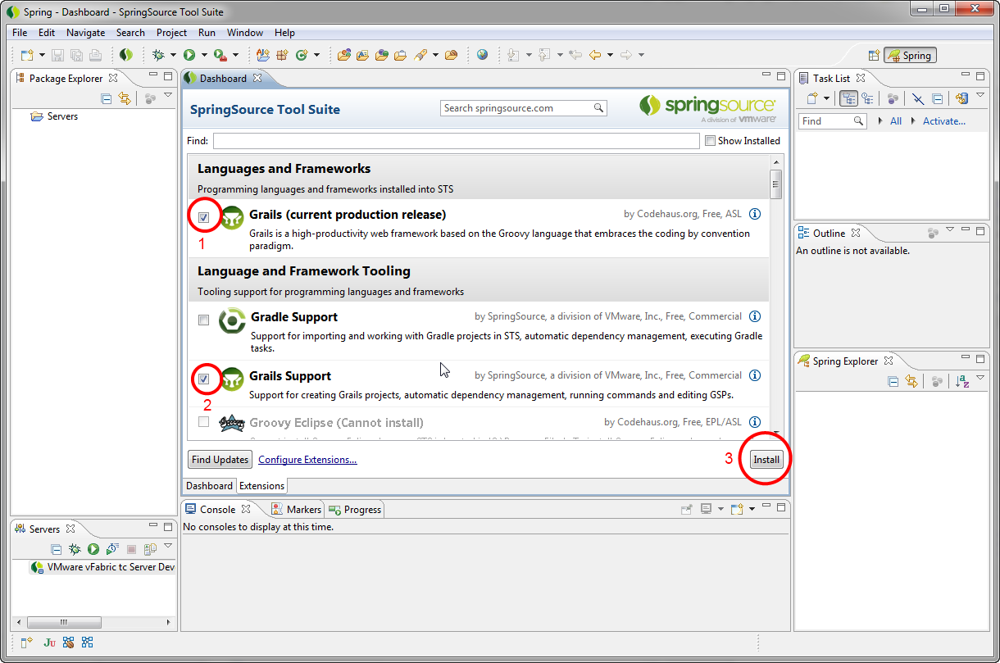 Spring - Dashboard - SpringSource Tool Suite
File Edit Navigate Search Project Run Window Help
Spring
Package Explorer
Servers
Dashboard
SpringSource Tool Suite
Search springsource.com
springsource
A division of vmware
Find:
Show Installed
Languages and Frameworks
Programming languages and frameworks installed into STS
1
Grails (current production release)
by Codehaus.org, Free, ASL
Grails is a high-productivity web framework based on the Groovy language that embraces the coding by convention
paradigm.
Language and Framework Tooling
Tooling support for programming languages and frameworks
Gradle Support
by SpringSource, a division of VMware, Inc., Free, Commercial
Support for importing and working with Gradle projects in STS, automatic dependency management, executing Gradle
tasks.
2
Grails Support
by SpringSource, a division of VMware, Inc., Free, Commercial
Support for creating Grails projects, automatic dependency management, running commands and editing GSPs.
Groovy Eclipse (Cannot install)
by Codehaus.org, Free, EPL/ASL
Find Updates
Configure Extensions...
3
Install
Dashboard
Extensions
Console
Markers
Progress
No consoles to display at this time.
Servers
VMware vFabric tc Server Dev
Ju
Task List
Find
All
Activate...
Outline
An outline is not available.
Spring Explorer